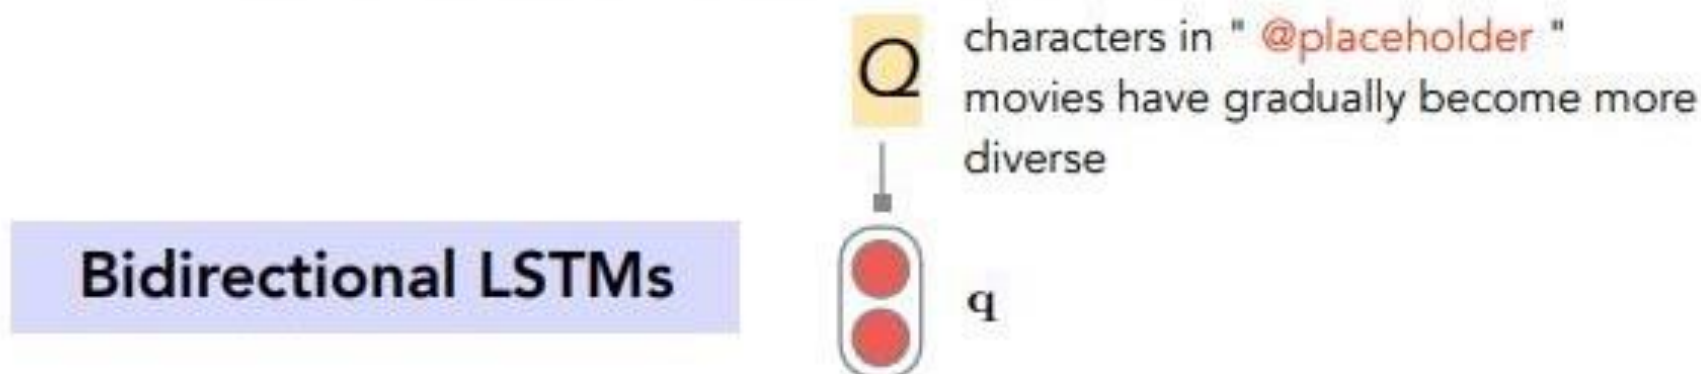 Q
characters in " @placeholder "
movies have gradually become more
diverse
Bidirectional LSTMs
q